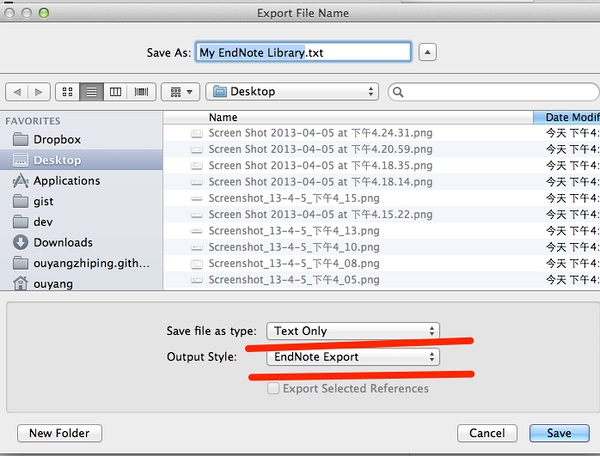 Export File Name
Save As: My EndNote Library.txt
Desktop
FAVORITES
Dropbox
Desktop
Applications
gist
dev
Downloads
ouyangzhiping.gith...
ouyang
Name Date Modif
Screen Shot 2013-04-05 at 下午4.24.31.png 今天 下午4:
Screen Shot 2013-04-05 at 下午4.20.59.png 今天 下午4:
Screen Shot 2013-04-05 at 下午4.18.35.png 今天 下午4:
Screen Shot 2013-04-05 at 下午4.18.14.png 今天 下午4:
Screenshot_13-4-5_下午4_15.png 今天 下午4:
Screen Shot 2013-04-05 at 下午4.15.22.png 今天 下午4:
Screenshot_13-4-5_下午4_13.png 今天 下午4:
Screenshot_13-4-5_下午4_10.png 今天 下午4:
Screenshot_13-4-5_下午4_08.png 今天 下午4:
Screenshot_13-4-5_下午4_05.png 今天 下午4:
Save file as type: Text Only
Output Style: EndNote Export
Export Selected References
New Folder Cancel Save